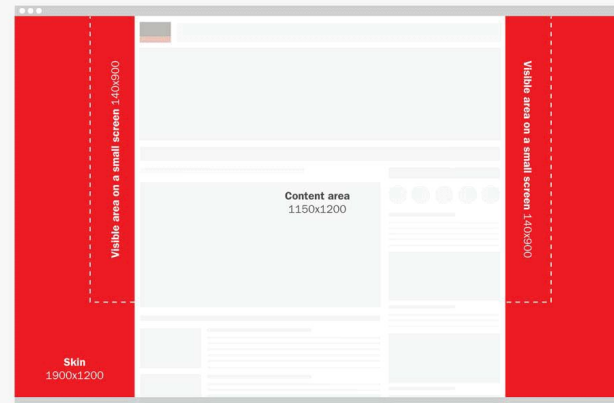 Visible area on a small screen 140x900
Content area
1150x1200
Visible area on a small screen 140x900
Skin
1900x1200